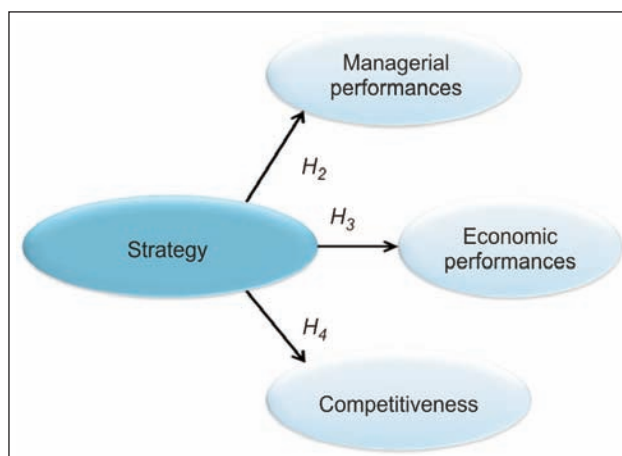 Managerial
performances
H2
Strategy
H3
Economic
performances
H4
Competitiveness